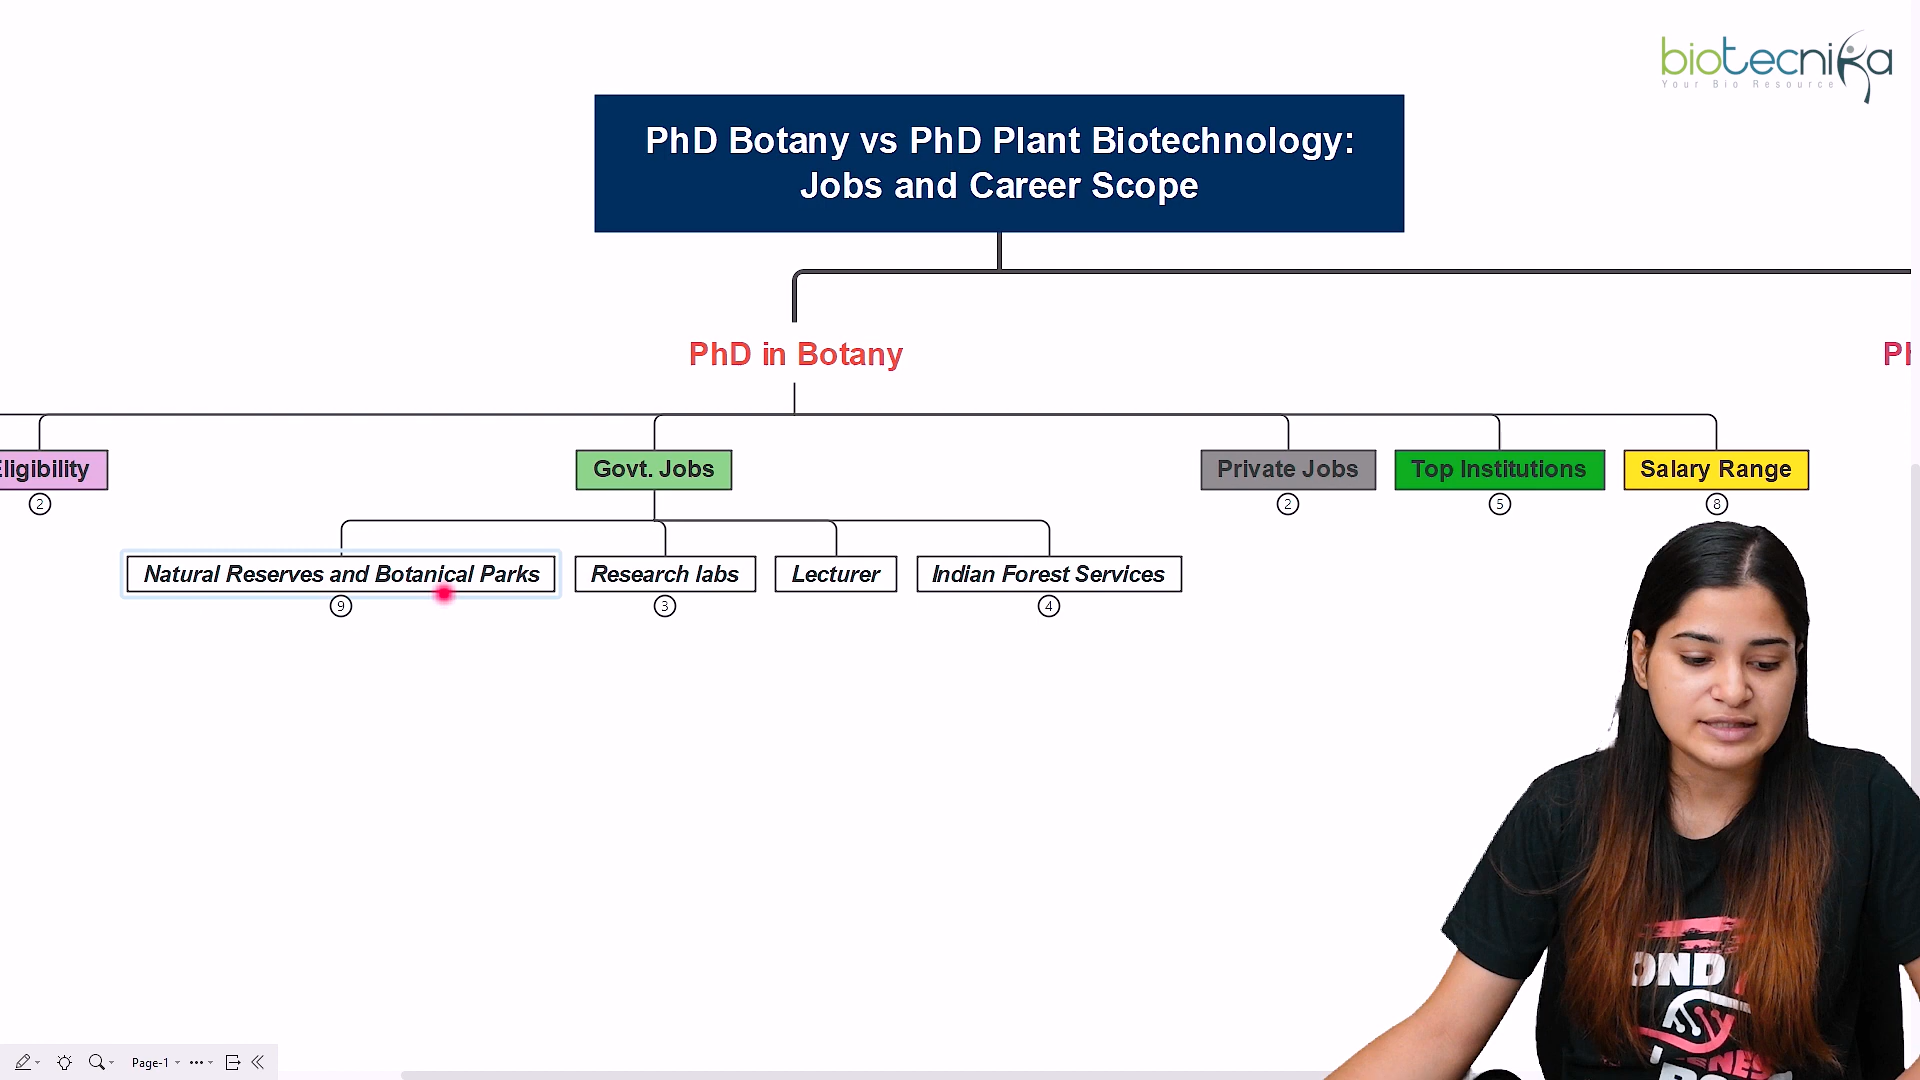 biotecnika
Your Bio Resource
PhD Botany vs PhD Plant Biotechnology:
Jobs and Career Scope
PhD in Botany
Eligibility
Govt. Jobs
Private Jobs
Top Institutions
Salary Range
2
2
5
8
Natural Reserves and Botanical Parks
Research labs
Lecturer
Indian Forest Services
9
3
4
OND
Page-1